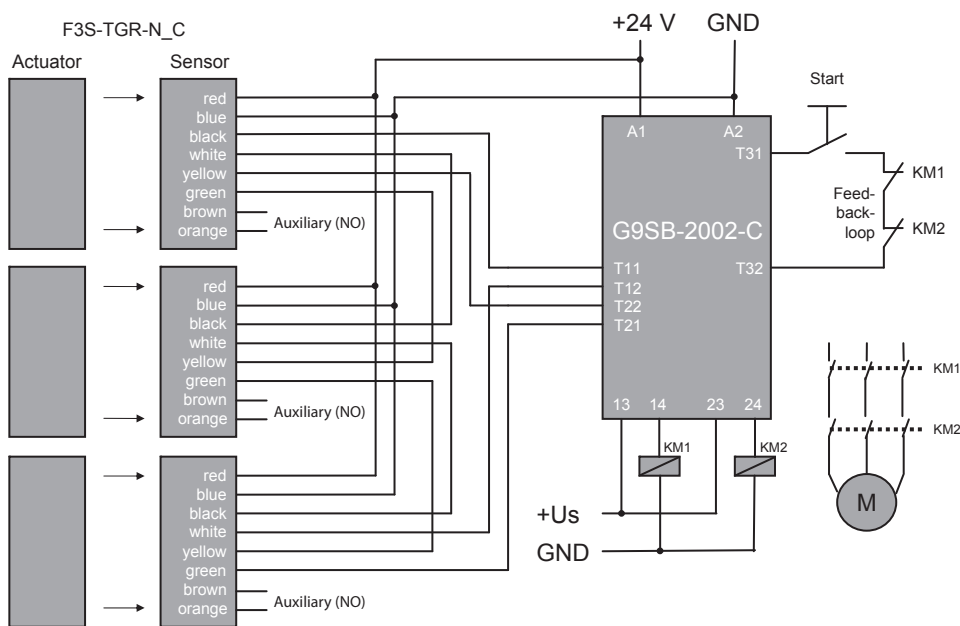 F3S-TGR-N_C
Actuator
Sensor
red
blue
black
white
yellow
green
brown
orange
Auxiliary (NO)
red
blue
black
white
yellow
green
brown
orange
Auxiliary (NO)
red
blue
black
white
yellow
green
brown
orange
Auxiliary (NO)
+24 V
GND
A1
A2
T31
G9SB-2002-C
T11
T12
T22
T21
T32
13
14
23
24
KM1
KM2
+Us
GND
Start
KM1
Feed-
back-
loop
KM2
KM1
KM2
M